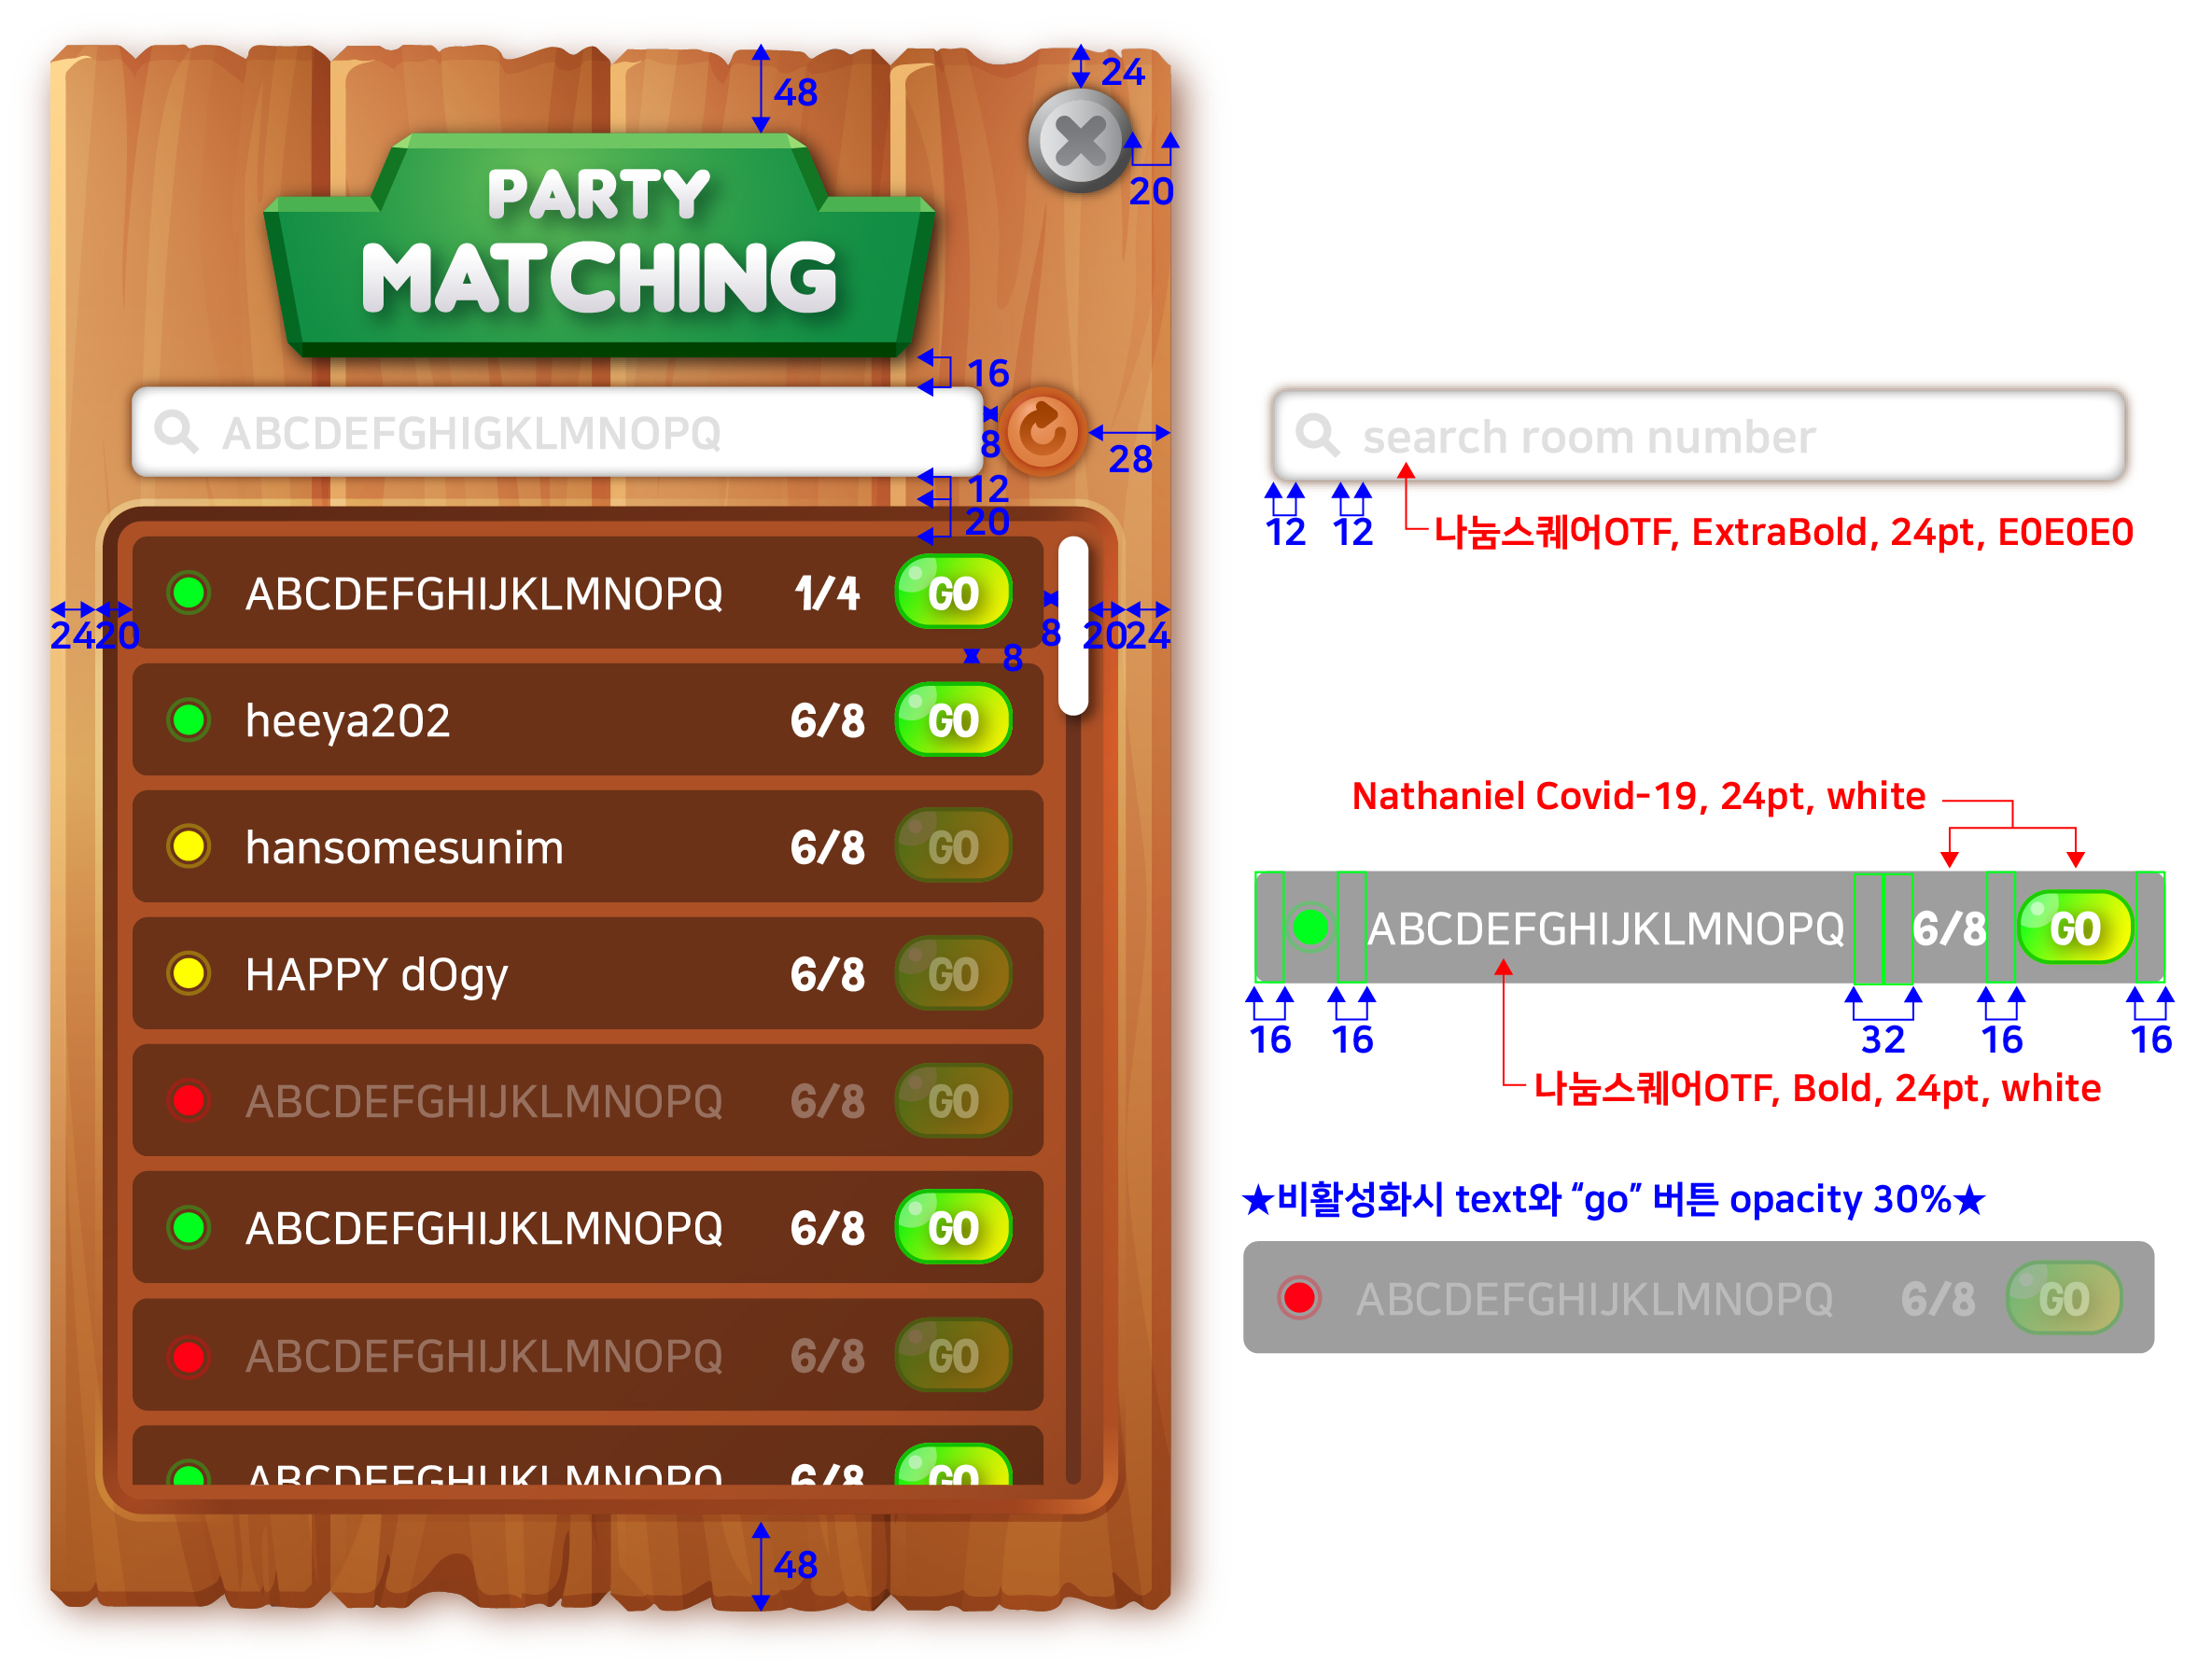 48
24
20
PARTY
MATCHING
16
ABCDEFGHIGKLMNOPQ
8
28
12
20
ABCDEFGHIJKLMNOPQ 1/4 GO
24 20
8
20 24
8
heeya202 6/8 GO
hansomesunim 6/8 GO
HAPPY dOgy 6/8 GO
ABCDEFGHIJKLMNOPQ 6/8 GO
ABCDEFGHIJKLMNOPQ 6/8 GO
ABCDEFGHIJKLMNOPQ 6/8 GO
ABCDEFGHIJKLMNOPQ 6/8 GO
48
search room number
12 12
나눔스퀘어OTF, ExtraBold, 24pt, E0E0E0
Nathaniel Covid-19, 24pt, white
ABCDEFGHIJKLMNOPQ 6/8 GO
16 16 32 16 16
나눔스퀘어OTF, Bold, 24pt, white
★비활성화시 text와 “go” 버튼 opacity 30%★
ABCDEFGHIJKLMNOPQ 6/8 GO